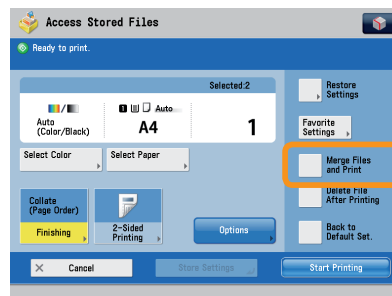 Access Stored Files
Ready to print.
Selected:2
Auto
(Color/Black)
1 Auto
A4
1
Restore
Settings
Favorite
Settings
Select Color
Select Paper
Merge Files
and Print
Delete File
After Printing
Collate
(Page Order)
Finishing
2-Sided
Printing
Options
Back to
Default Set.
Cancel
Store Settings
Start Printing